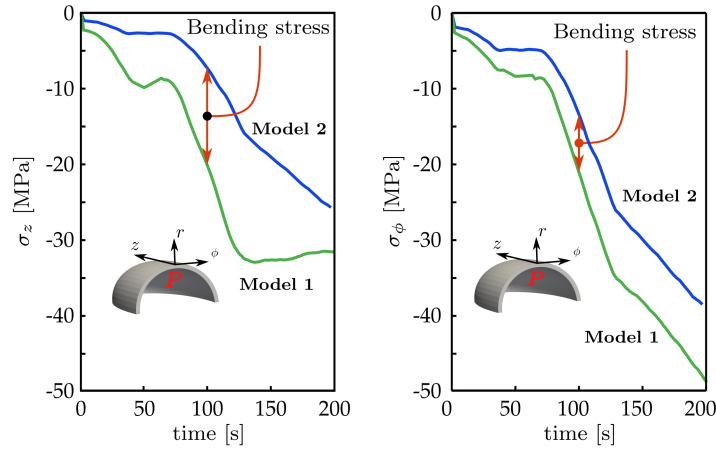 0
-10
-20
-30
-40
-50
σz [MPa]
0
50
100
150
200
time [s]
Bending stress
Model 2
Model 1
z
r
ϕ
P
0
-10
-20
-30
-40
-50
σϕ [MPa]
0
50
100
150
200
time [s]
Bending stress
Model 2
Model 1
z
r
ϕ
P